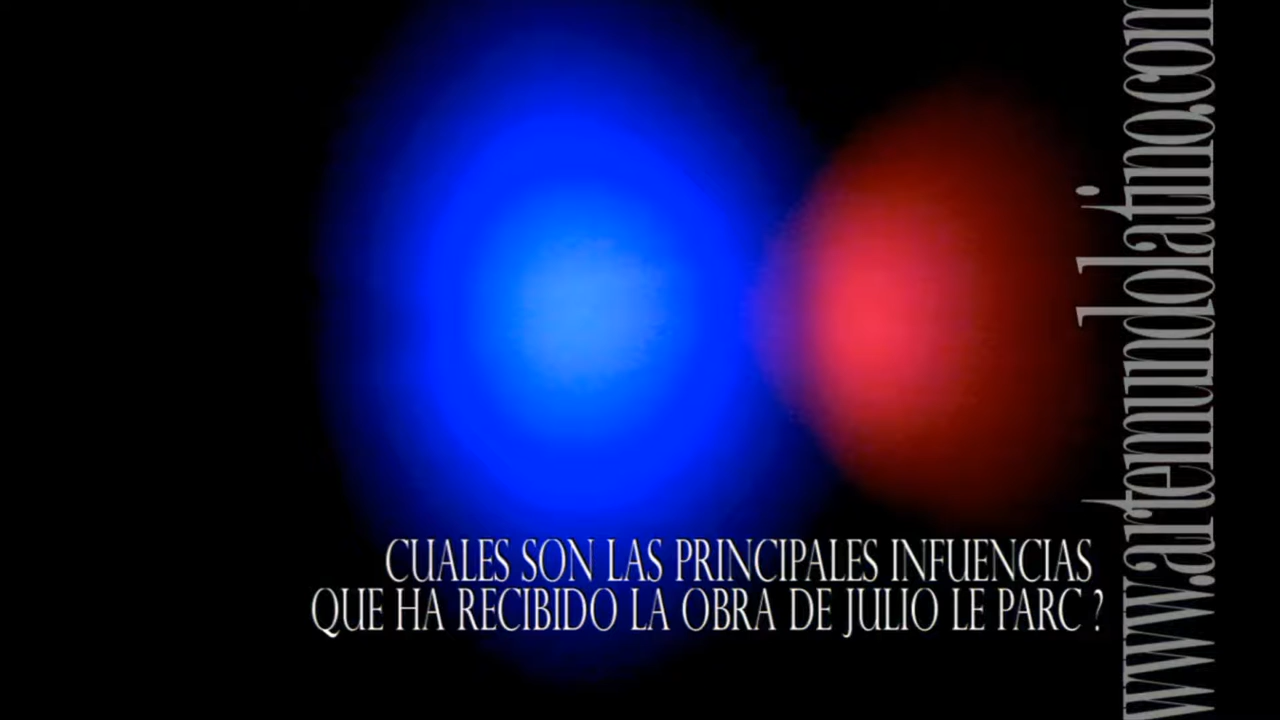 CUALES SON LAS PRINCIPALES INFUENCIAS
QUE HA RECIBIDO LA OBRA DE JULIO LE PARC ?
www.artemundolatino.com